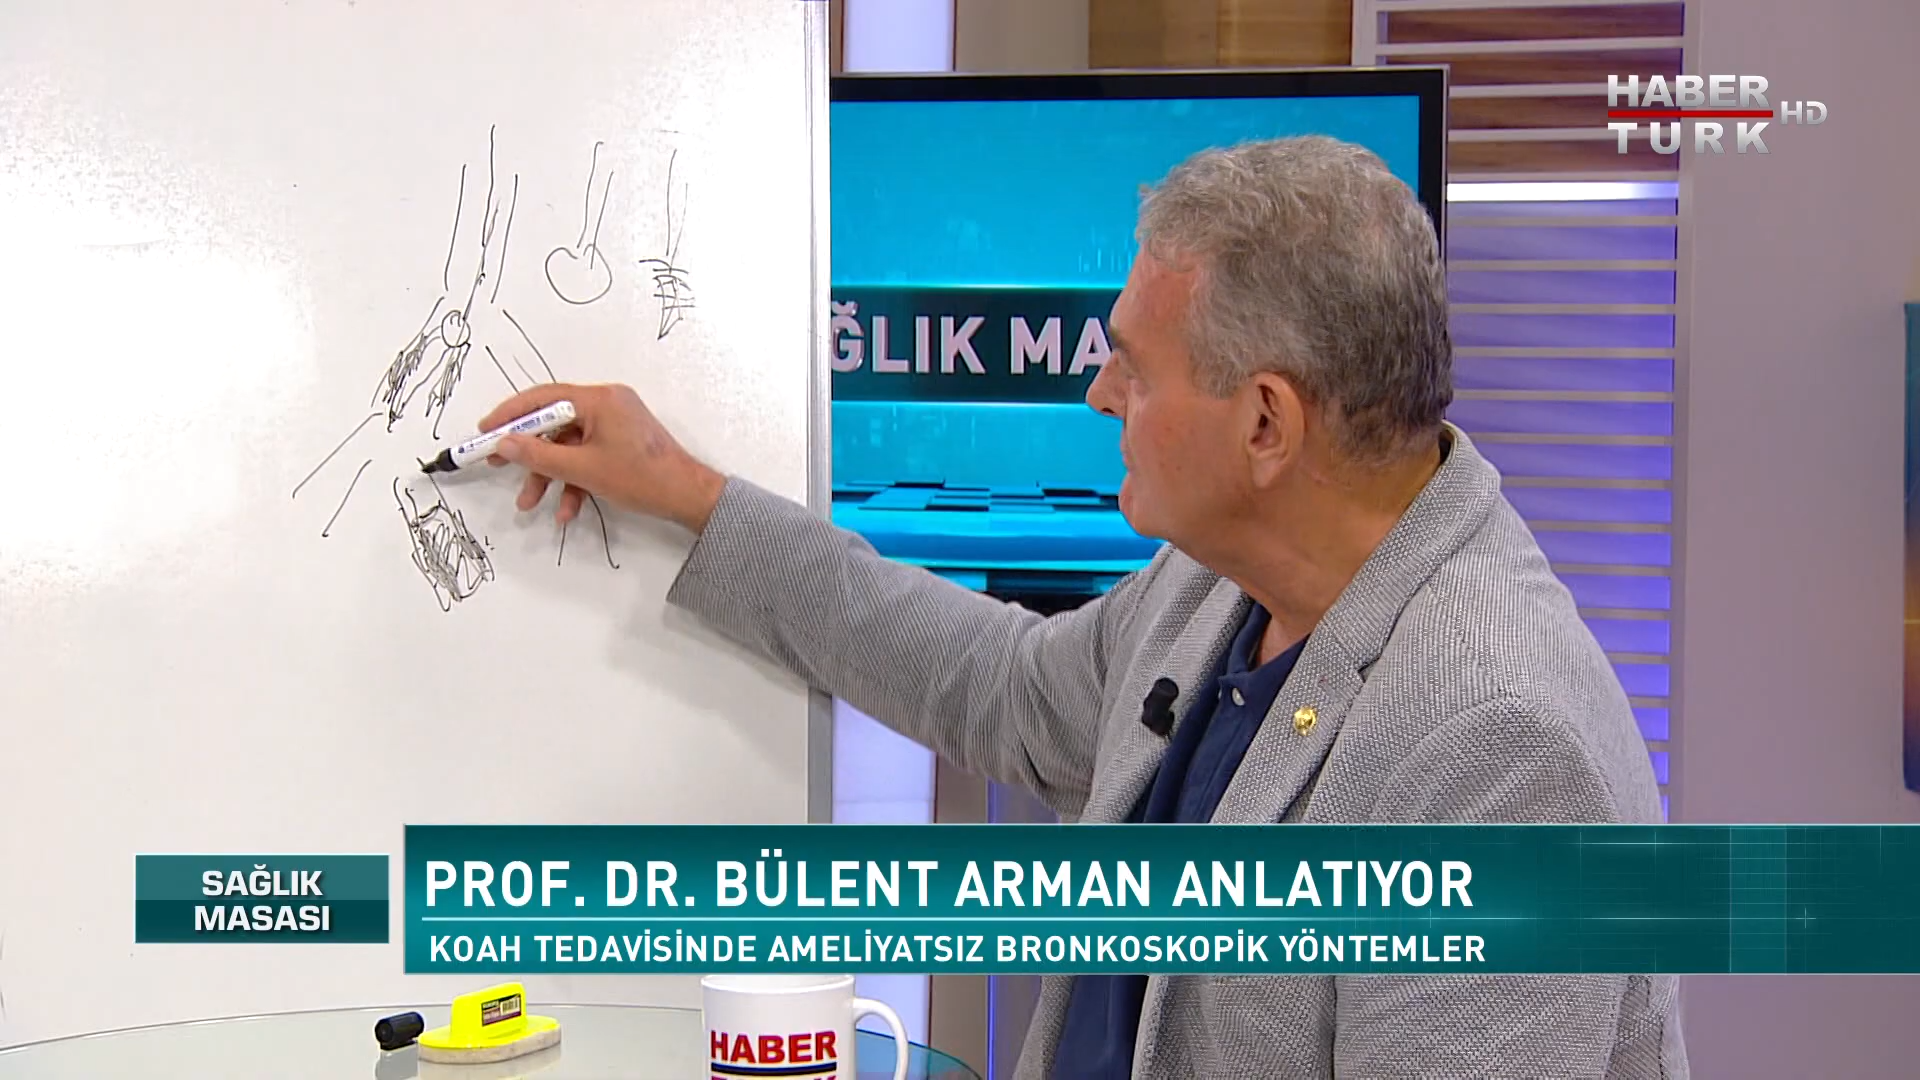 HABER
TURK HD
ĞLIK MA
SAĞLIK
MASASI
PROF. DR. BÜLENT ARMAN ANLATIYOR
KOAH TEDAVİSİNDE AMELİYATSIZ BRONKOSKOPİK YÖNTEMLER
HABER